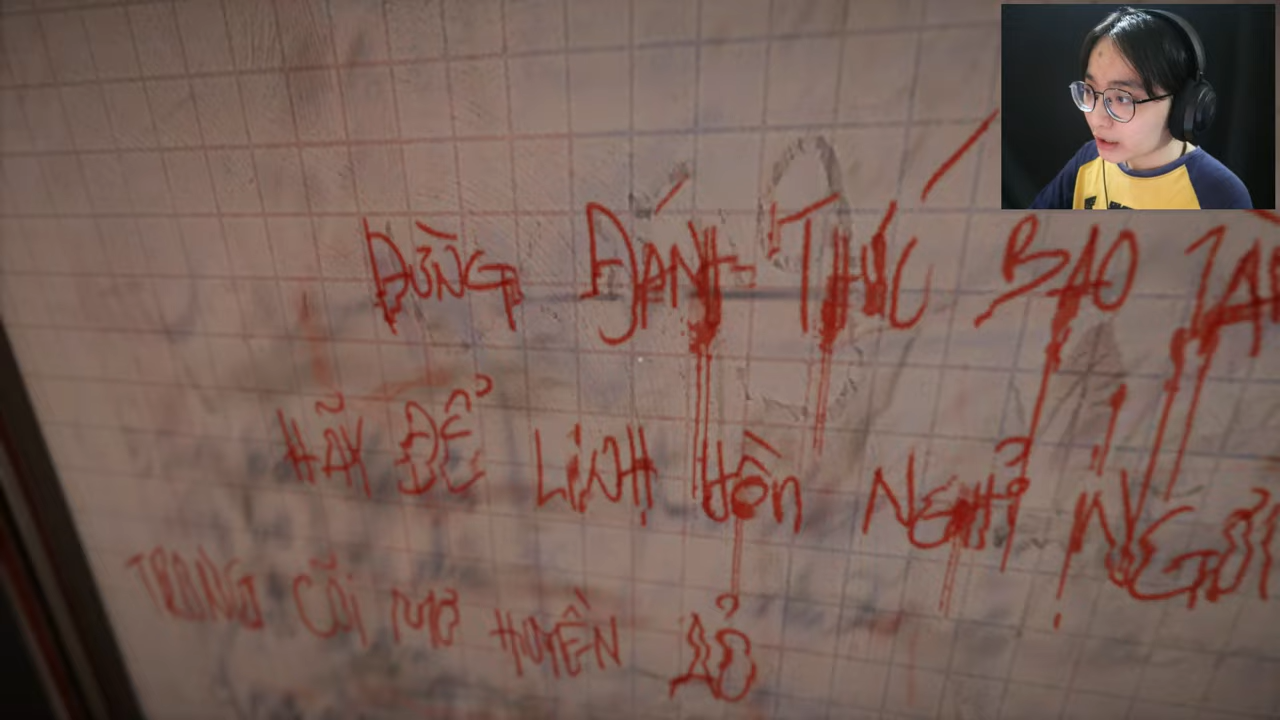 ĐỪNG ĐÁNH THỨC BAO
HÃY ĐỂ LINH HỒN NGHỈ NGƠI
TRONG CÕI MƠ HUYỀN ẢO